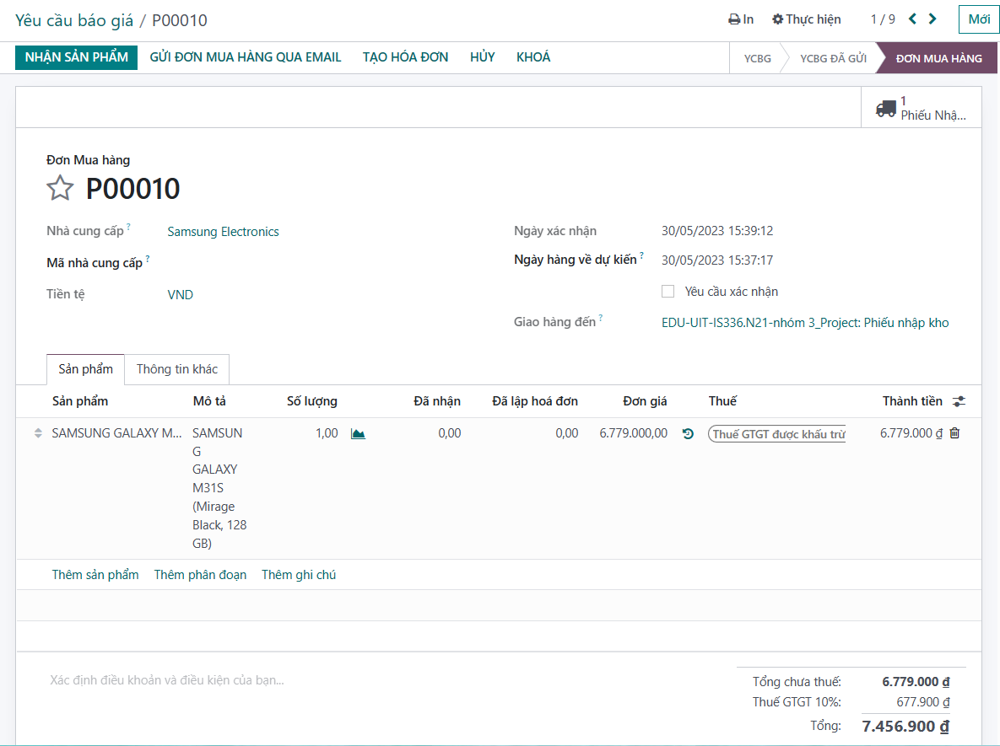 Yêu cầu báo giá / P00010
In
Thực hiện
1 / 9
Mới
NHẬN SẢN PHẨM
GỬI ĐƠN MUA HÀNG QUA EMAIL
TẠO HÓA ĐƠN
HỦY
KHOÁ
YCBG
YCBG ĐÃ GỬI
ĐƠN MUA HÀNG
1
Phiếu Nhậ...
Đơn Mua hàng
P00010
Nhà cung cấp ?
Samsung Electronics
Mã nhà cung cấp ?
Tiền tệ
VND
Ngày xác nhận
30/05/2023 15:39:12
Ngày hàng về dự kiến ?
30/05/2023 15:37:17
Yêu cầu xác nhận
Giao hàng đến ?
EDU-UIT-IS336.N21-nhóm 3_Project: Phiếu nhập kho
Sản phẩm
Thông tin khác
Sản phẩm
Mô tả
Số lượng
Đã nhận
Đã lập hoá đơn
Đơn giá
Thuế
Thành tiền
SAMSUNG GALAXY M...
SAMSUN
G
GALAXY
M31S
(Mirage
Black, 128
GB)
1,00
0,00
0,00
6.779.000,00
Thuế GTGT được khấu trừ
6.779.000 ₫
Thêm sản phẩm
Thêm phân đoạn
Thêm ghi chú
Xác định điều khoản và điều kiện của bạn...
Tổng chưa thuế:
6.779.000 ₫
Thuế GTGT 10%:
677.900 ₫
Tổng:
7.456.900 ₫